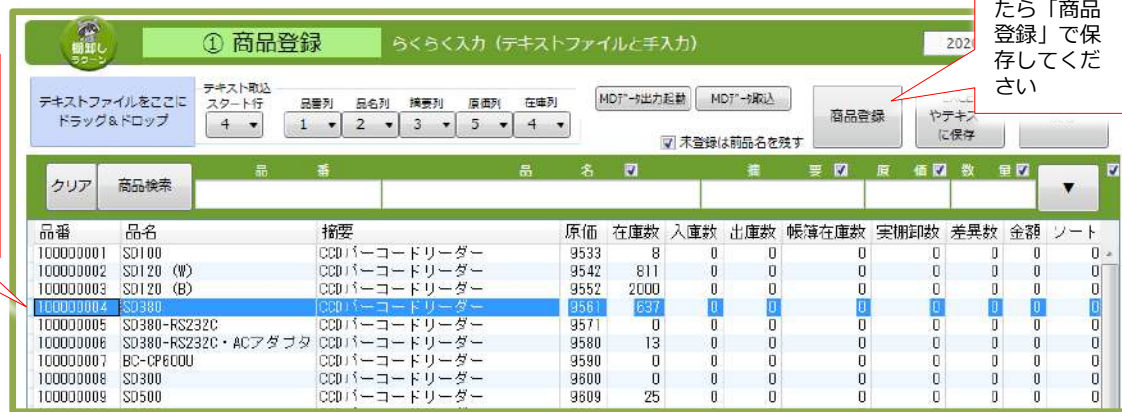 たら「商品
登録」で保
存してくだ
さい
棚卸し
ラクーン
① 商品登録
らくらく入力（テキストファイルと手入力）
202
テキストファイルをここに
ドラッグ&ドロップ
テキスト取込
スタート行
4
品番列 品名列 摘要列 原価列 在庫列
1 2 3 5 4
MDﾃﾞｰﾀ出力起動 MDﾃﾞｰﾀ取込
未登録は前品名を残す
商品登録
やテキス
に保存
クリア 商品検索
品 番 品 名 摘 要 原 価 数 量
▼
品番 品名 摘要 原価 在庫数 入庫数 出庫数 帳簿在庫数 実棚卸数 差異数 金額 ソート
100000001 SD100 CCDバーコードリーダー 9533 8 0 0 0 0 0 0 0
100000002 SD120 (W) CCDバーコードリーダー 9542 811 0 0 0 0 0 0 0
100000003 SD120 (B) CCDバーコードリーダー 9552 2000 0 0 0 0 0 0 0
100000004 SD380 CCDバーコードリーダー 9561 637 0 0 0 0 0 0 0
100000005 SD380-RS232C CCDバーコードリーダー 9571 0 0 0 0 0 0 0 0
100000006 SD380-RS232C・ACアダプタ CCDバーコードリーダー 9580 13 0 0 0 0 0 0 0
100000007 BC-CP600U CCDバーコードリーダー 9590 0 0 0 0 0 0 0 0
100000008 SD300 CCDバーコードリーダー 9600 0 0 0 0 0 0 0 0
100000009 SD500 CCDバーコードリーダー 9609 25 0 0 0 0 0 0 0